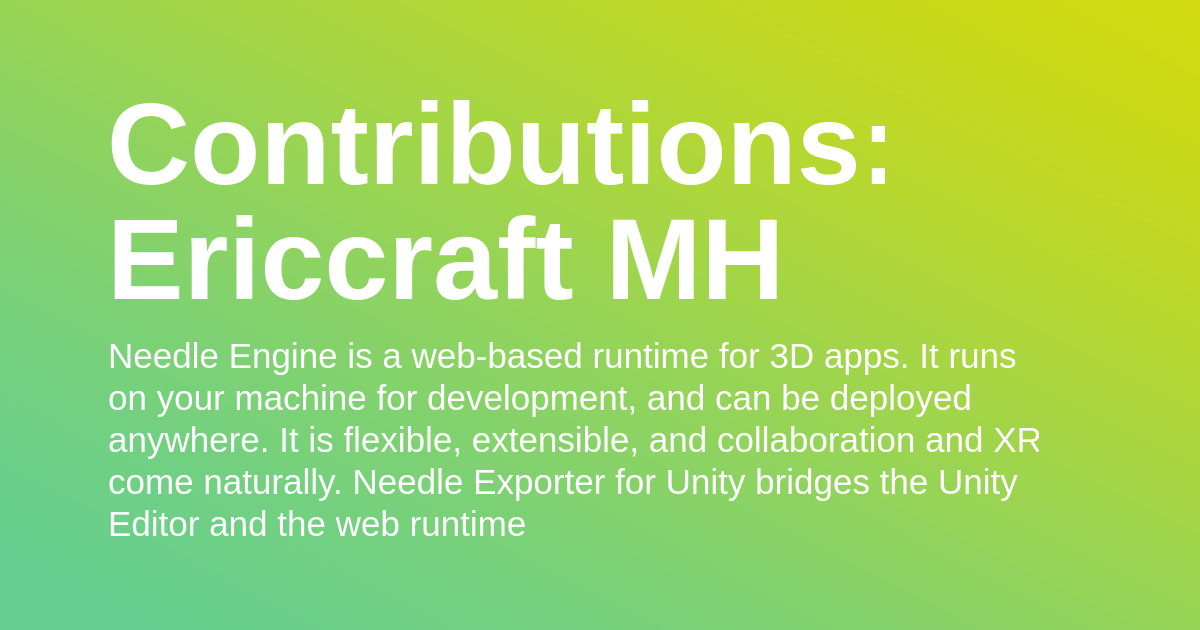 Contributions:
Ericcraft MH
Needle Engine is a web-based runtime for 3D apps. It runs
on your machine for development, and can be deployed
anywhere. It is flexible, extensible, and collaboration and XR
come naturally. Needle Exporter for Unity bridges the Unity
Editor and the web runtime